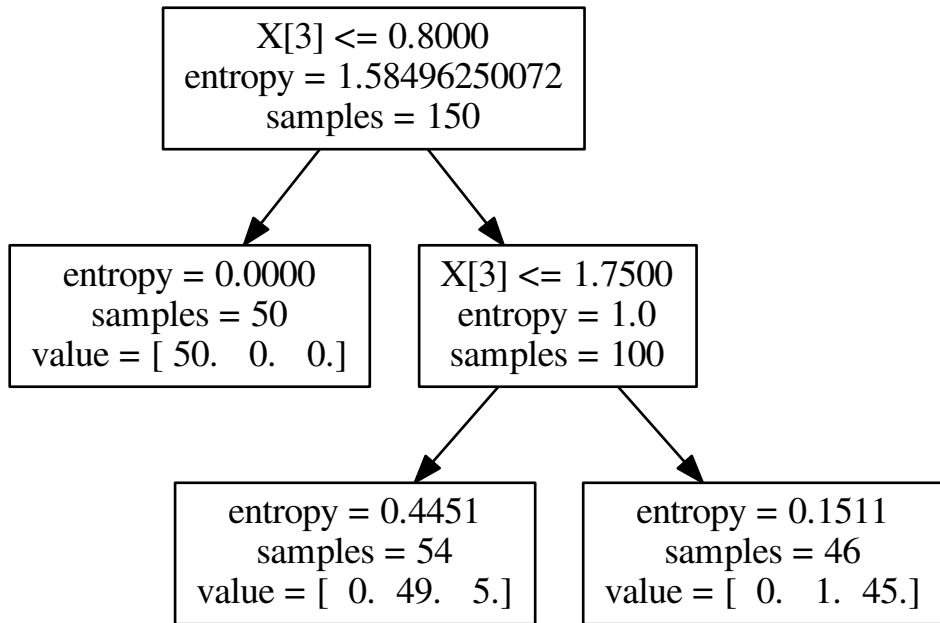 X[3] <= 0.8000
entropy = 1.58496250072
samples = 150
entropy = 0.0000
samples = 50
value = [ 50.   0.   0.]
X[3] <= 1.7500
entropy = 1.0
samples = 100
entropy = 0.4451
samples = 54
value = [  0.  49.   5.]
entropy = 0.1511
samples = 46
value = [  0.   1.  45.]